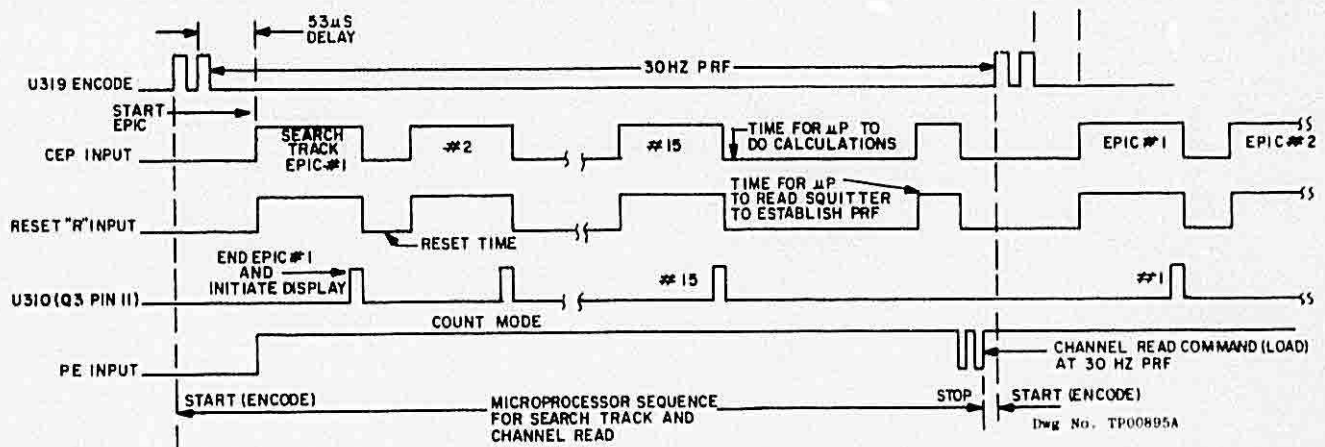 53µS
DELAY
30HZ PRF
U319 ENCODE
START
EPIC
SEARCH
TRACK
EPIC#1
#2
#15
TIME FOR µP TO
DO CALCULATIONS
EPIC#1
EPIC#2
CEP INPUT
TIME FOR µP
TO READ SQUITTER
TO ESTABLISH PRF
RESET "R" INPUT
RESET TIME
END EPIC#1
AND
INITIATE DISPLAY
#15
#1
U310 (Q3 PIN 11)
COUNT MODE
PE INPUT
CHANNEL READ COMMAND (LOAD)
AT 30 HZ PRF
START (ENCODE)
MICROPROCESSOR SEQUENCE
FOR SEARCH TRACK AND
CHANNEL READ
STOP
START (ENCODE)
Dwg No. TP00895A